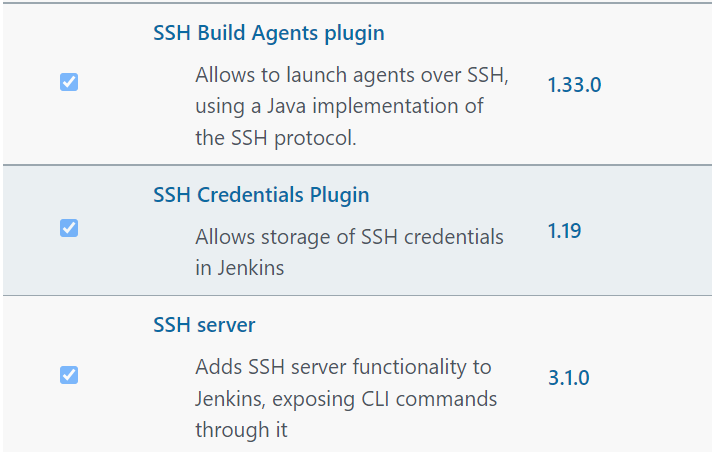 SSH Build Agents plugin
Allows to launch agents over SSH,
using a Java implementation of
the SSH protocol.
1.33.0
SSH Credentials Plugin
Allows storage of SSH credentials
in Jenkins
1.19
SSH server
Adds SSH server functionality to
Jenkins, exposing CLI commands
through it
3.1.0